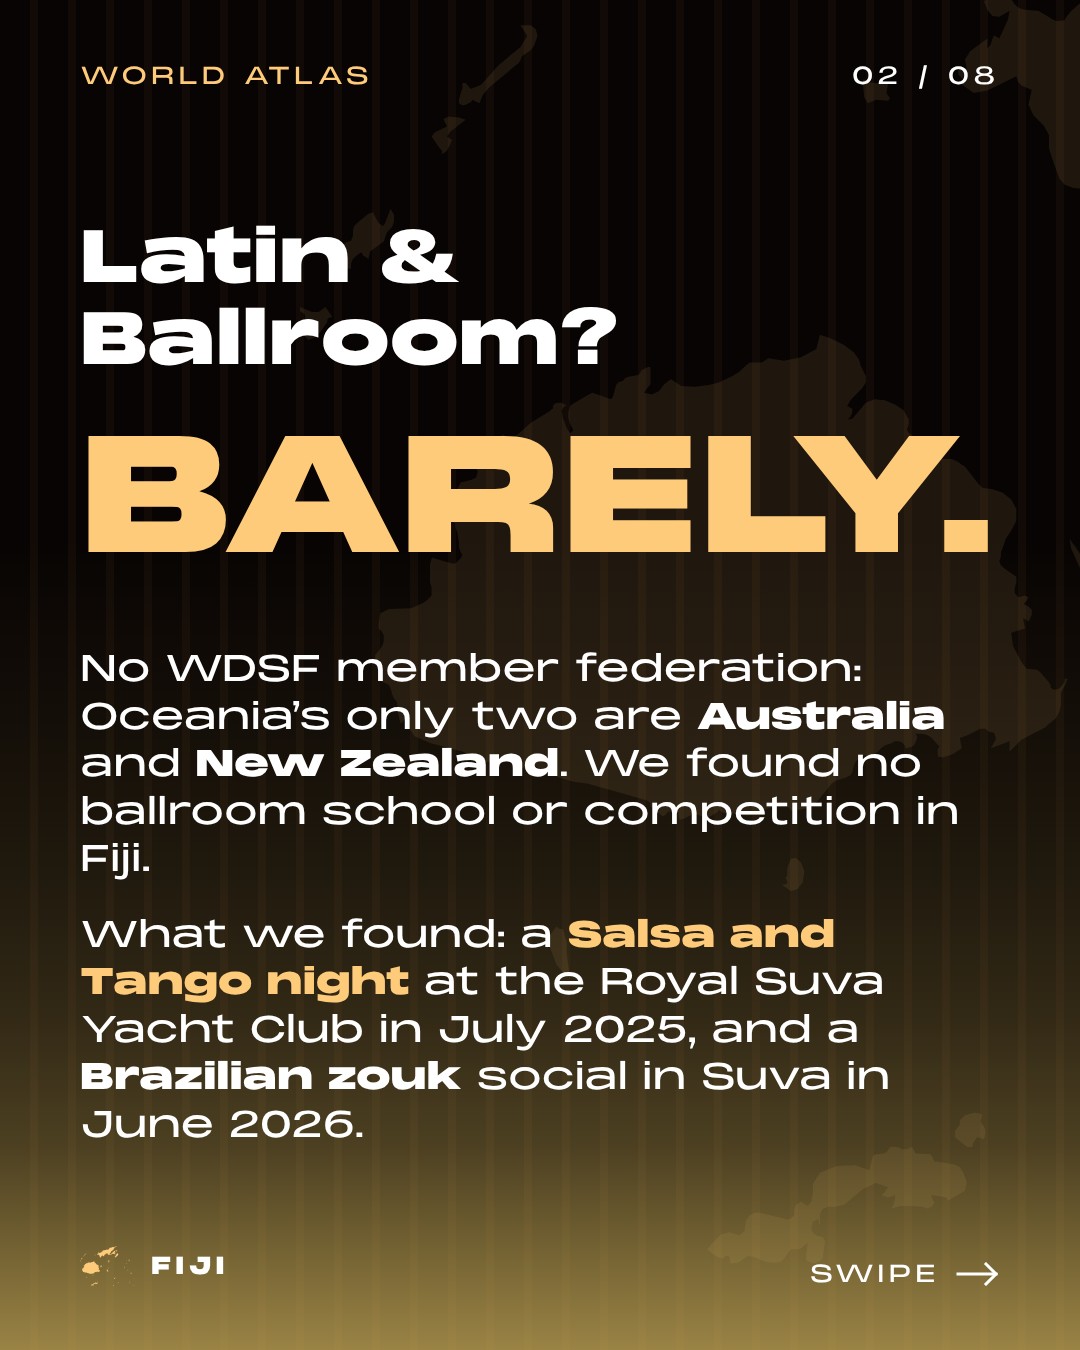 WORLD ATLAS
02 / 08
Latin &
Ballroom?
BARELY.
No WDSF member federation:
Oceania’s only two are Australia
and New Zealand. We found no
ballroom school or competition in
Fiji.
What we found: a Salsa and
Tango night at the Royal Suva
Yacht Club in July 2025, and a
Brazilian zouk social in Suva in
June 2026.
FIJI
SWIPE →